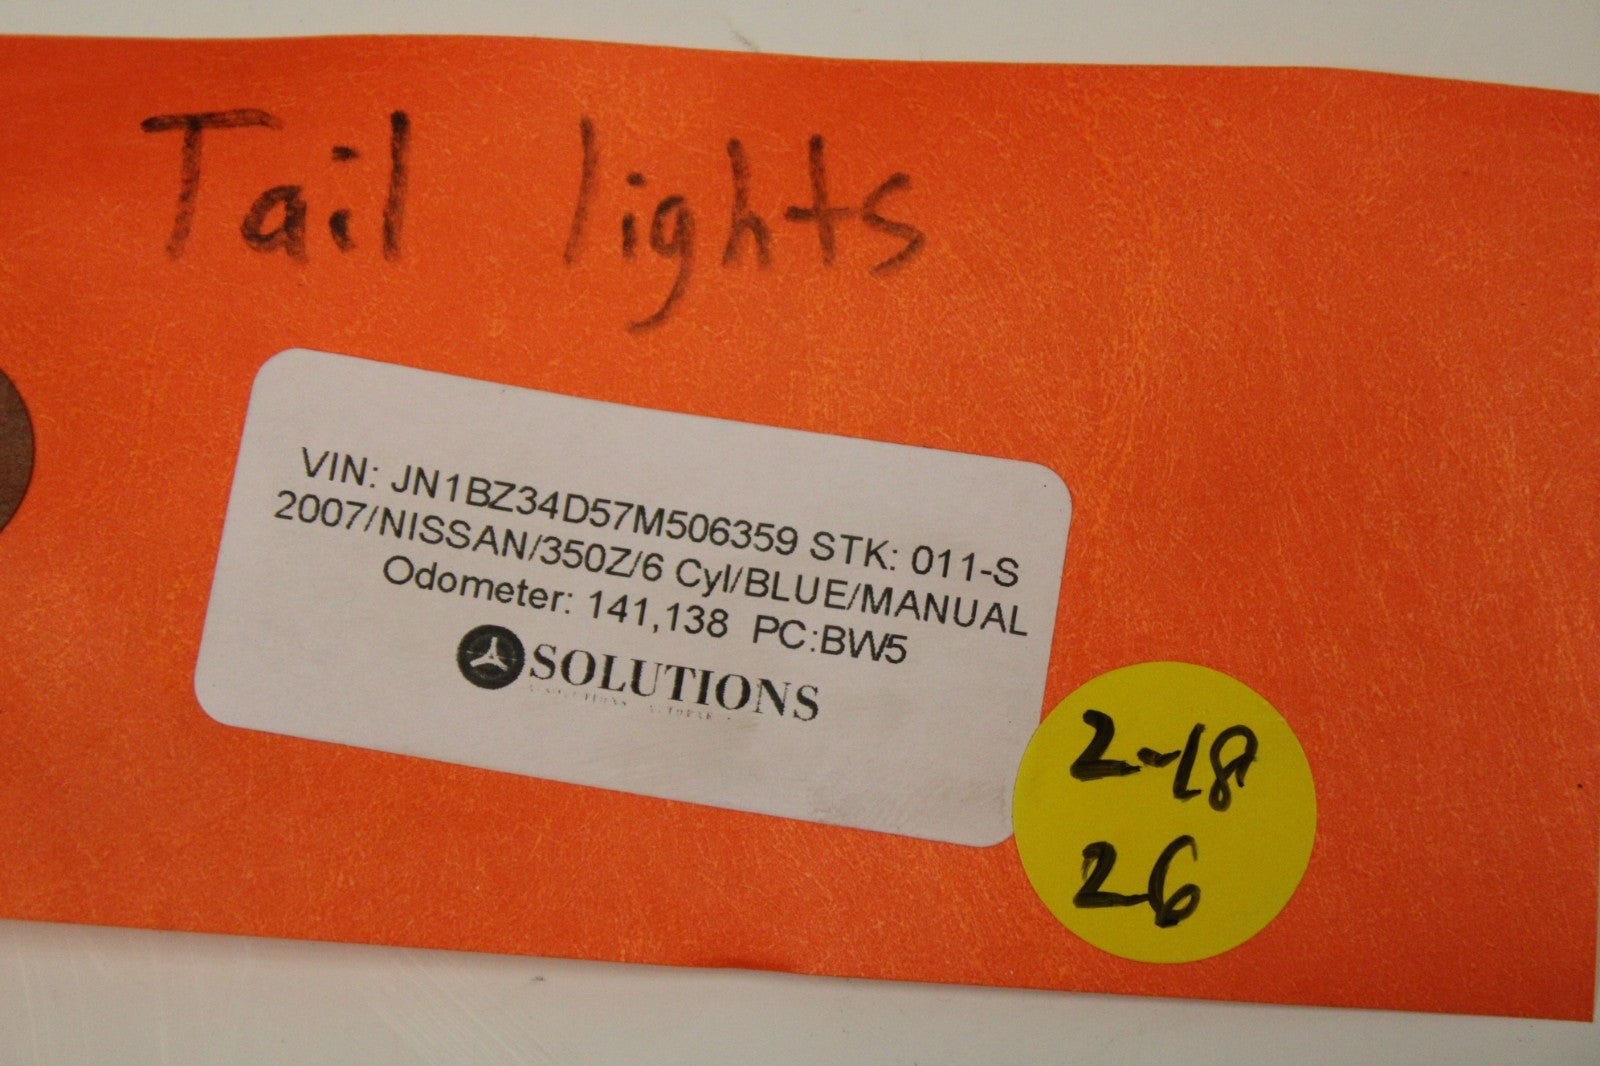 Tail lights
VIN: JN1BZ34D57M506359 STK: 011-S
2007/NISSAN/350Z/6 Cyl/BLUE/MANUAL
Odometer: 141,138 PC:BW5
SOLUTIONS
2-18
26